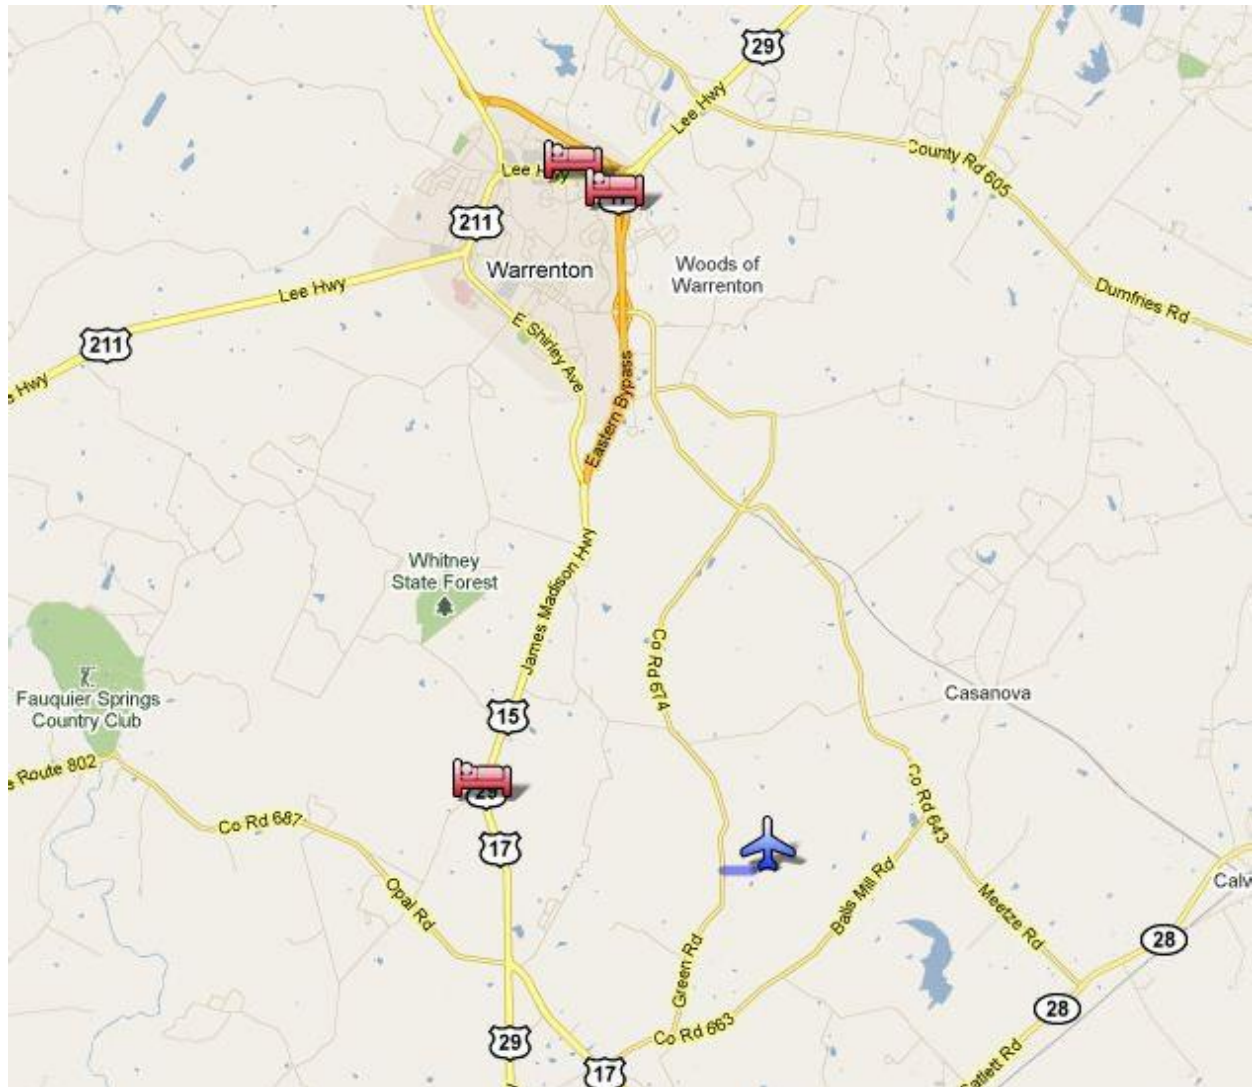 29
Lee Hwy
County Rd 605
Lee
211
Warrenton
Woods of
Warrenton
Lee Hwy
Dumfries Rd
211
E Shirley Ave
Hwy
Eastern Bypass
Whitney
State Forest
James Madison Hwy
Co Rd 674
Fauquier Springs
Country Club
Casanova
15
Route 802
29
Co Rd 687
17
Co Rd 643
Opal Rd
Balls Mill Rd
Meetze Rd
28
Green Rd
28
Co Rd 663
29
17